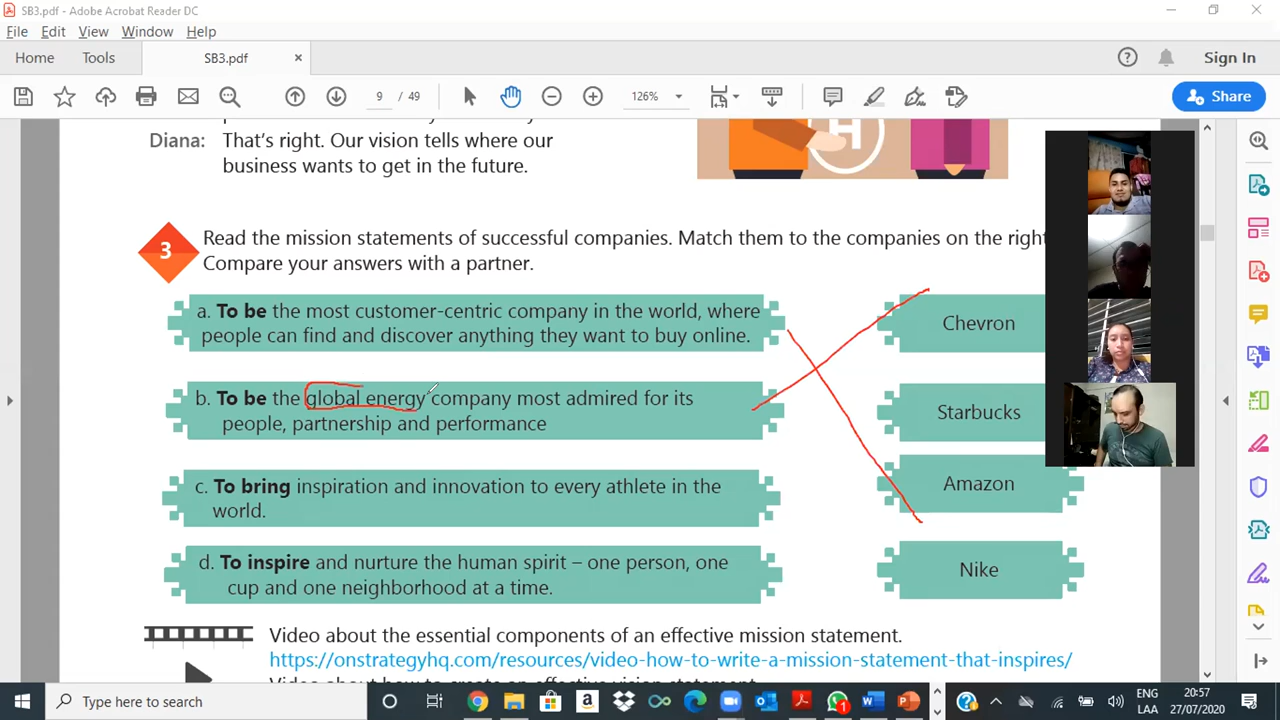 SB3.pdf - Adobe Acrobat Reader DC
File Edit View Window Help
Home Tools SB3.pdf × Sign In
9 / 49 126% Share
Diana: That's right. Our vision tells where our
business wants to get in the future.
H
3
Read the mission statements of successful companies. Match them to the companies on the right
Compare your answers with a partner.
a. To be the most customer-centric company in the world, where
people can find and discover anything they want to buy online.
Chevron
b. To be the global energy company most admired for its
people, partnership and performance
Starbucks
c. To bring inspiration and innovation to every athlete in the
world.
Amazon
d. To inspire and nurture the human spirit – one person, one
cup and one neighborhood at a time.
Nike
Video about the essential components of an effective mission statement.
https://onstrategyhq.com/resources/video-how-to-write-a-mission-statement-that-inspires/
Type here to search
ENG
LAA
20:57
27/07/2020